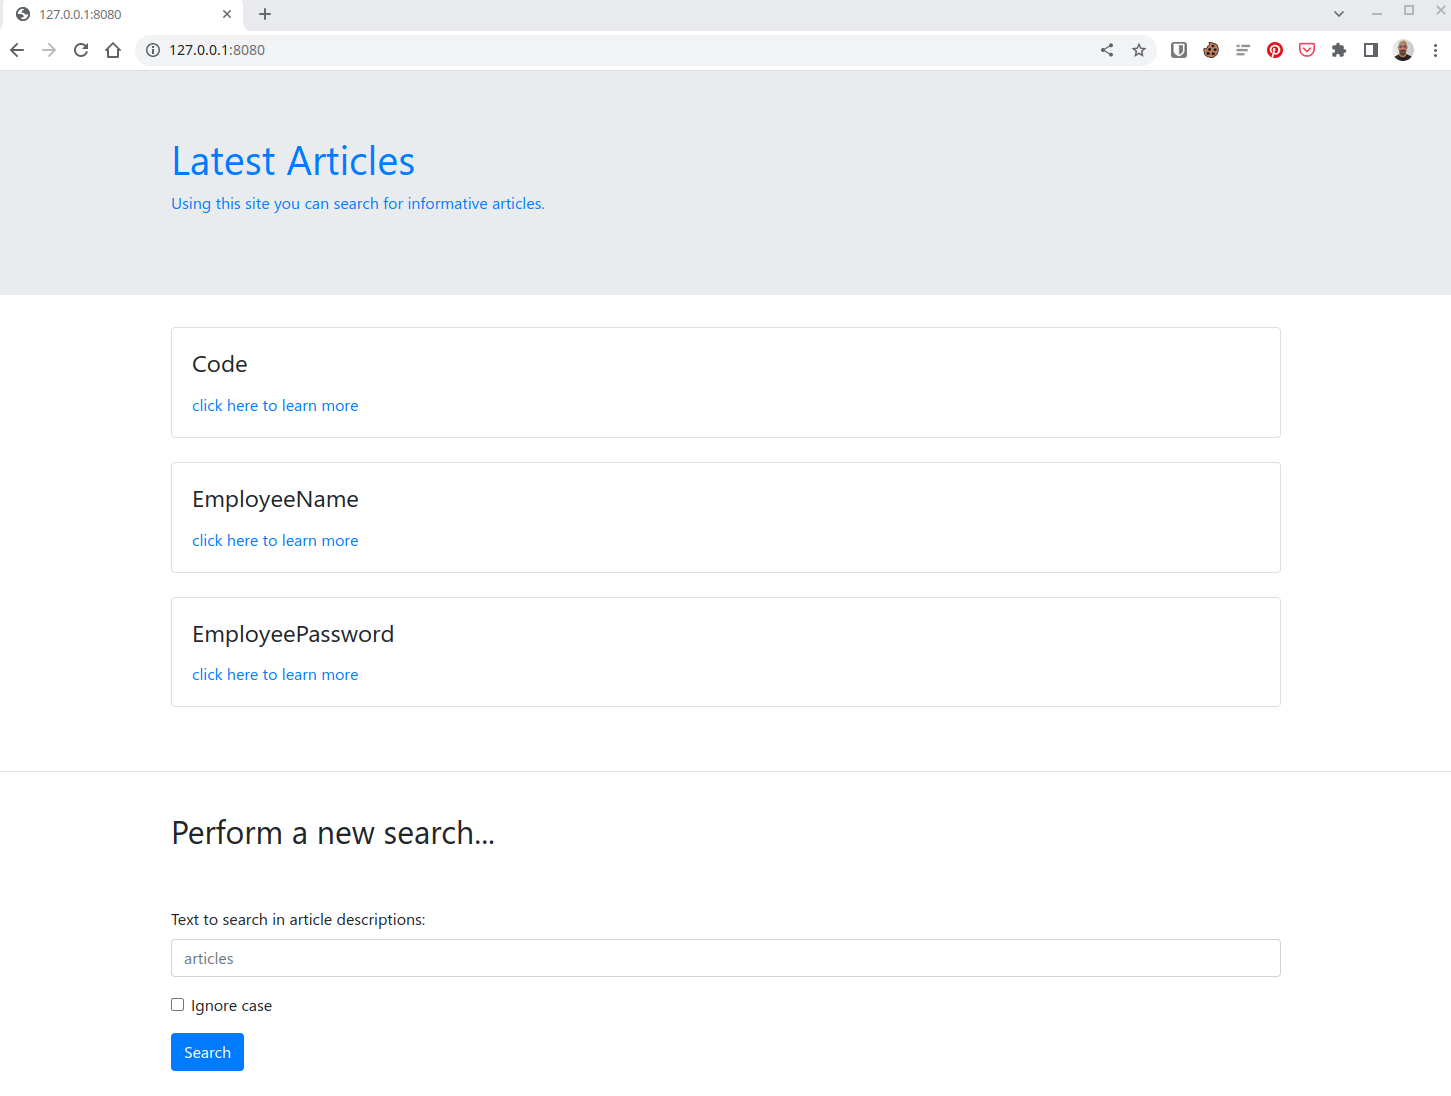 127.0.0.1:8080
127.0.0.1:8080
Latest Articles
Using this site you can search for informative articles.
Code
click here to learn more
EmployeeName
click here to learn more
EmployeePassword
click here to learn more
Perform a new search...
Text to search in article descriptions:
articles
Ignore case
Search